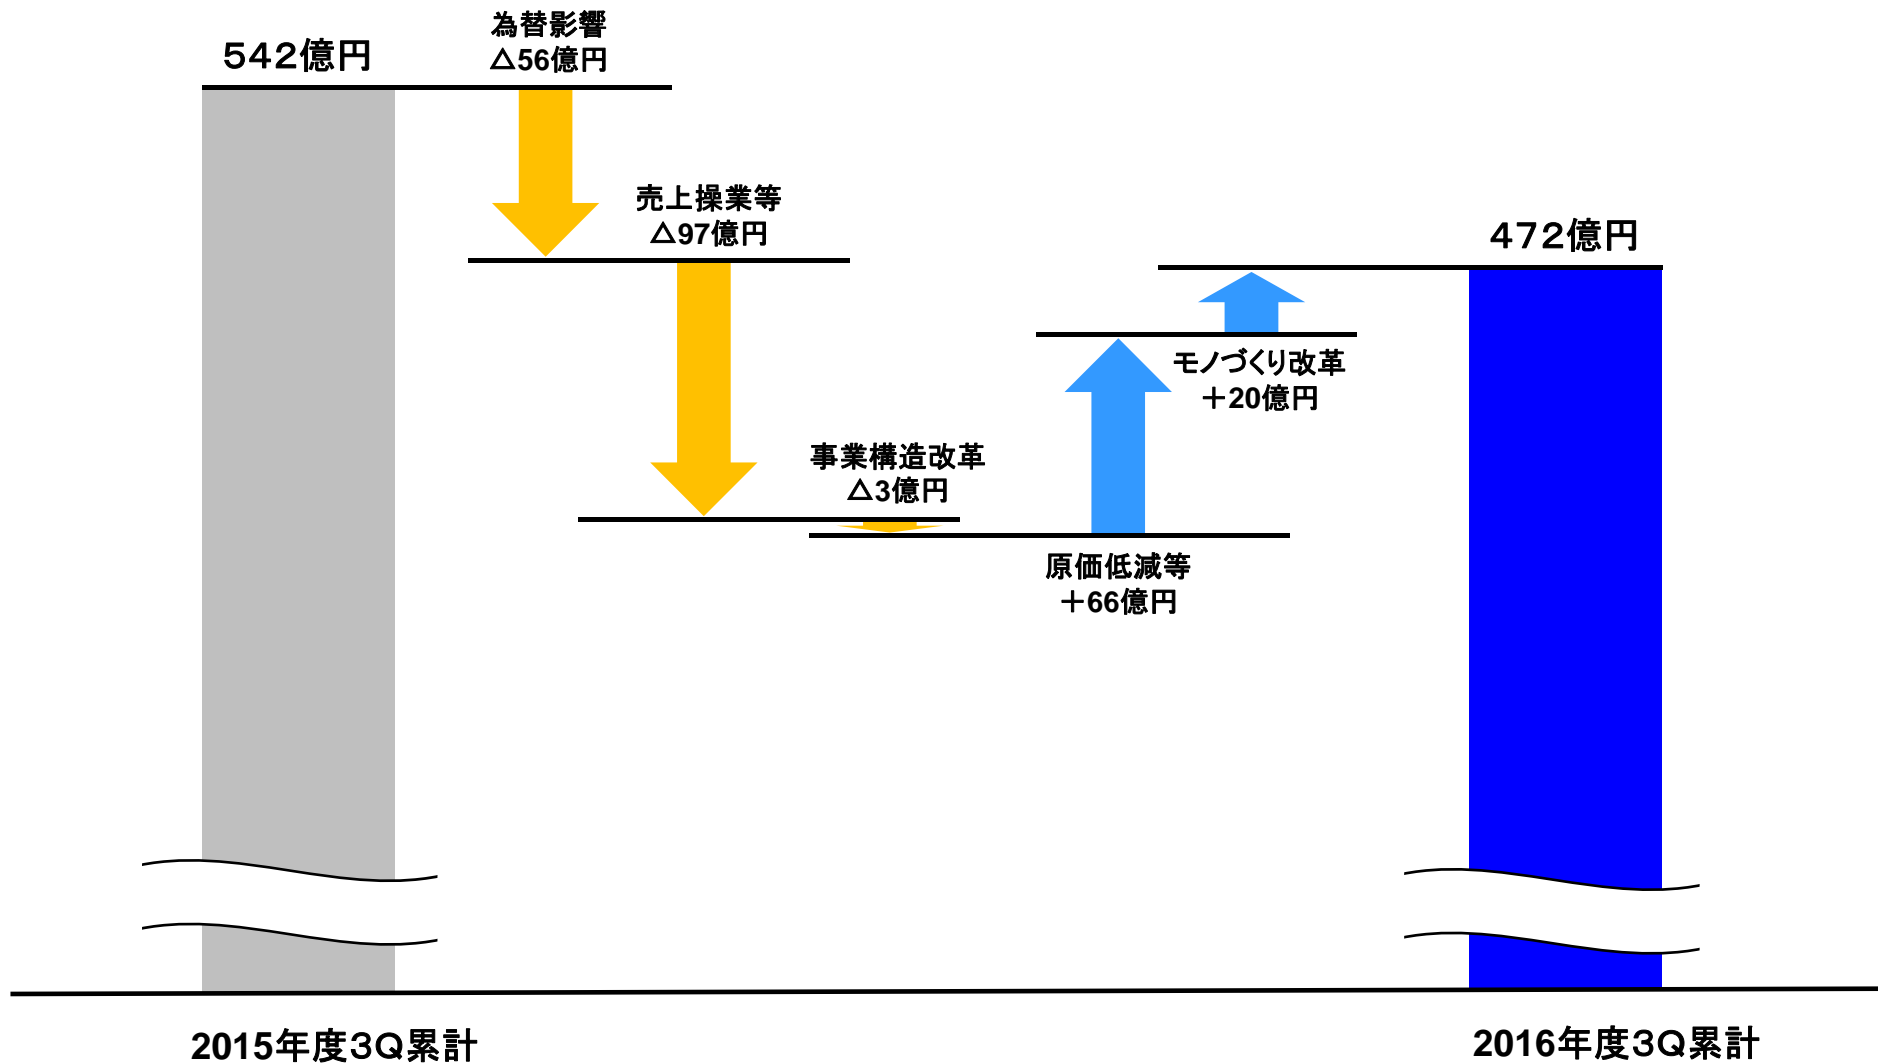 542億円
為替影響
△56億円
売上操業等
△97億円
事業構造改革
△3億円
原価低減等
＋66億円
モノづくり改革
＋20億円
472億円
2015年度3Q累計
2016年度3Q累計